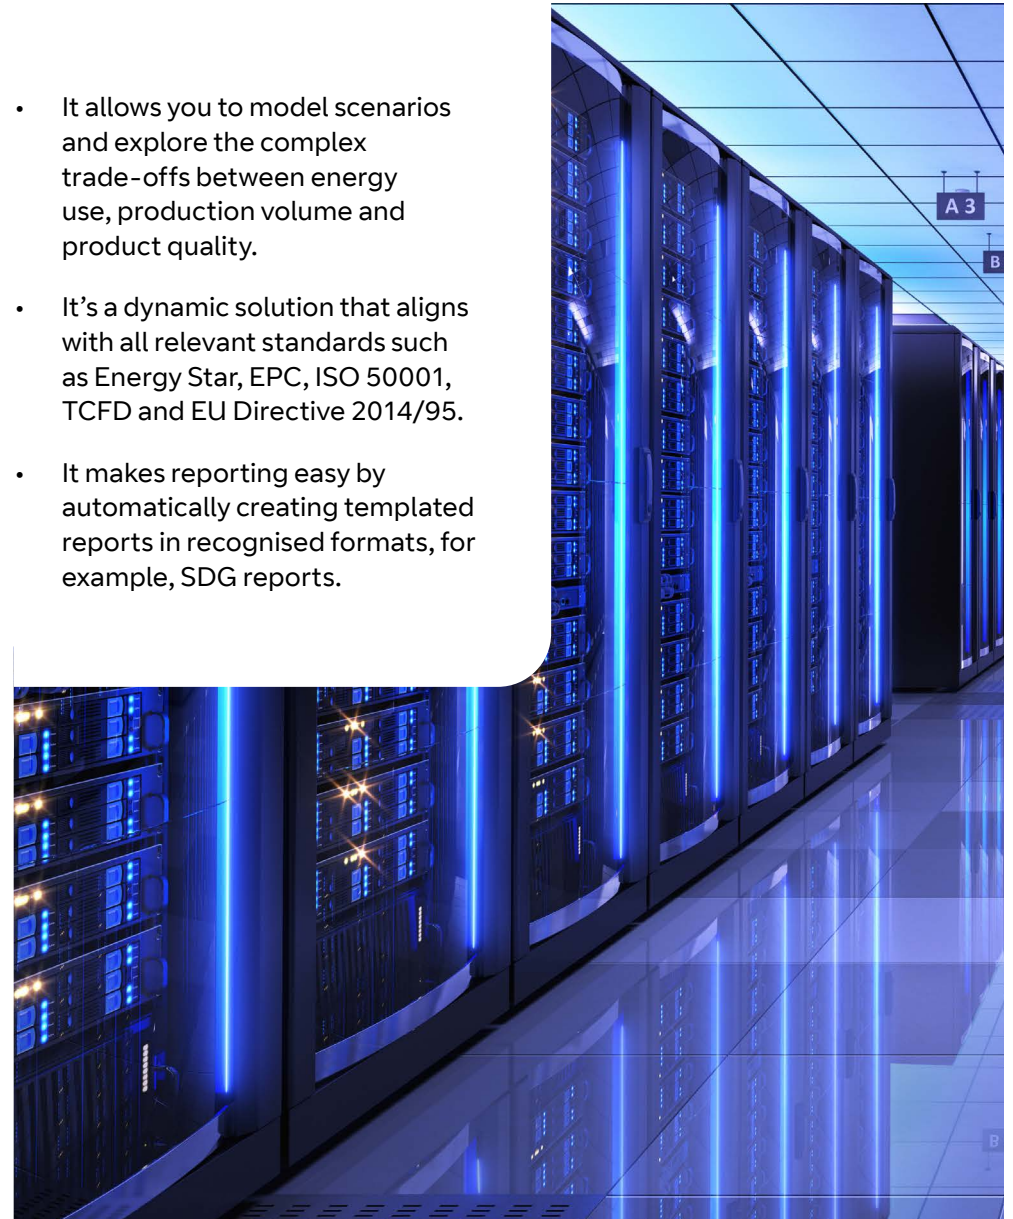 • It allows you to model scenarios
and explore the complex
trade-offs between energy
use, production volume and
product quality.
• It’s a dynamic solution that aligns
with all relevant standards such
as Energy Star, EPC, ISO 50001,
TCFD and EU Directive 2014/95.
• It makes reporting easy by
automatically creating templated
reports in recognised formats, for
example, SDG reports.
A 3
B
B